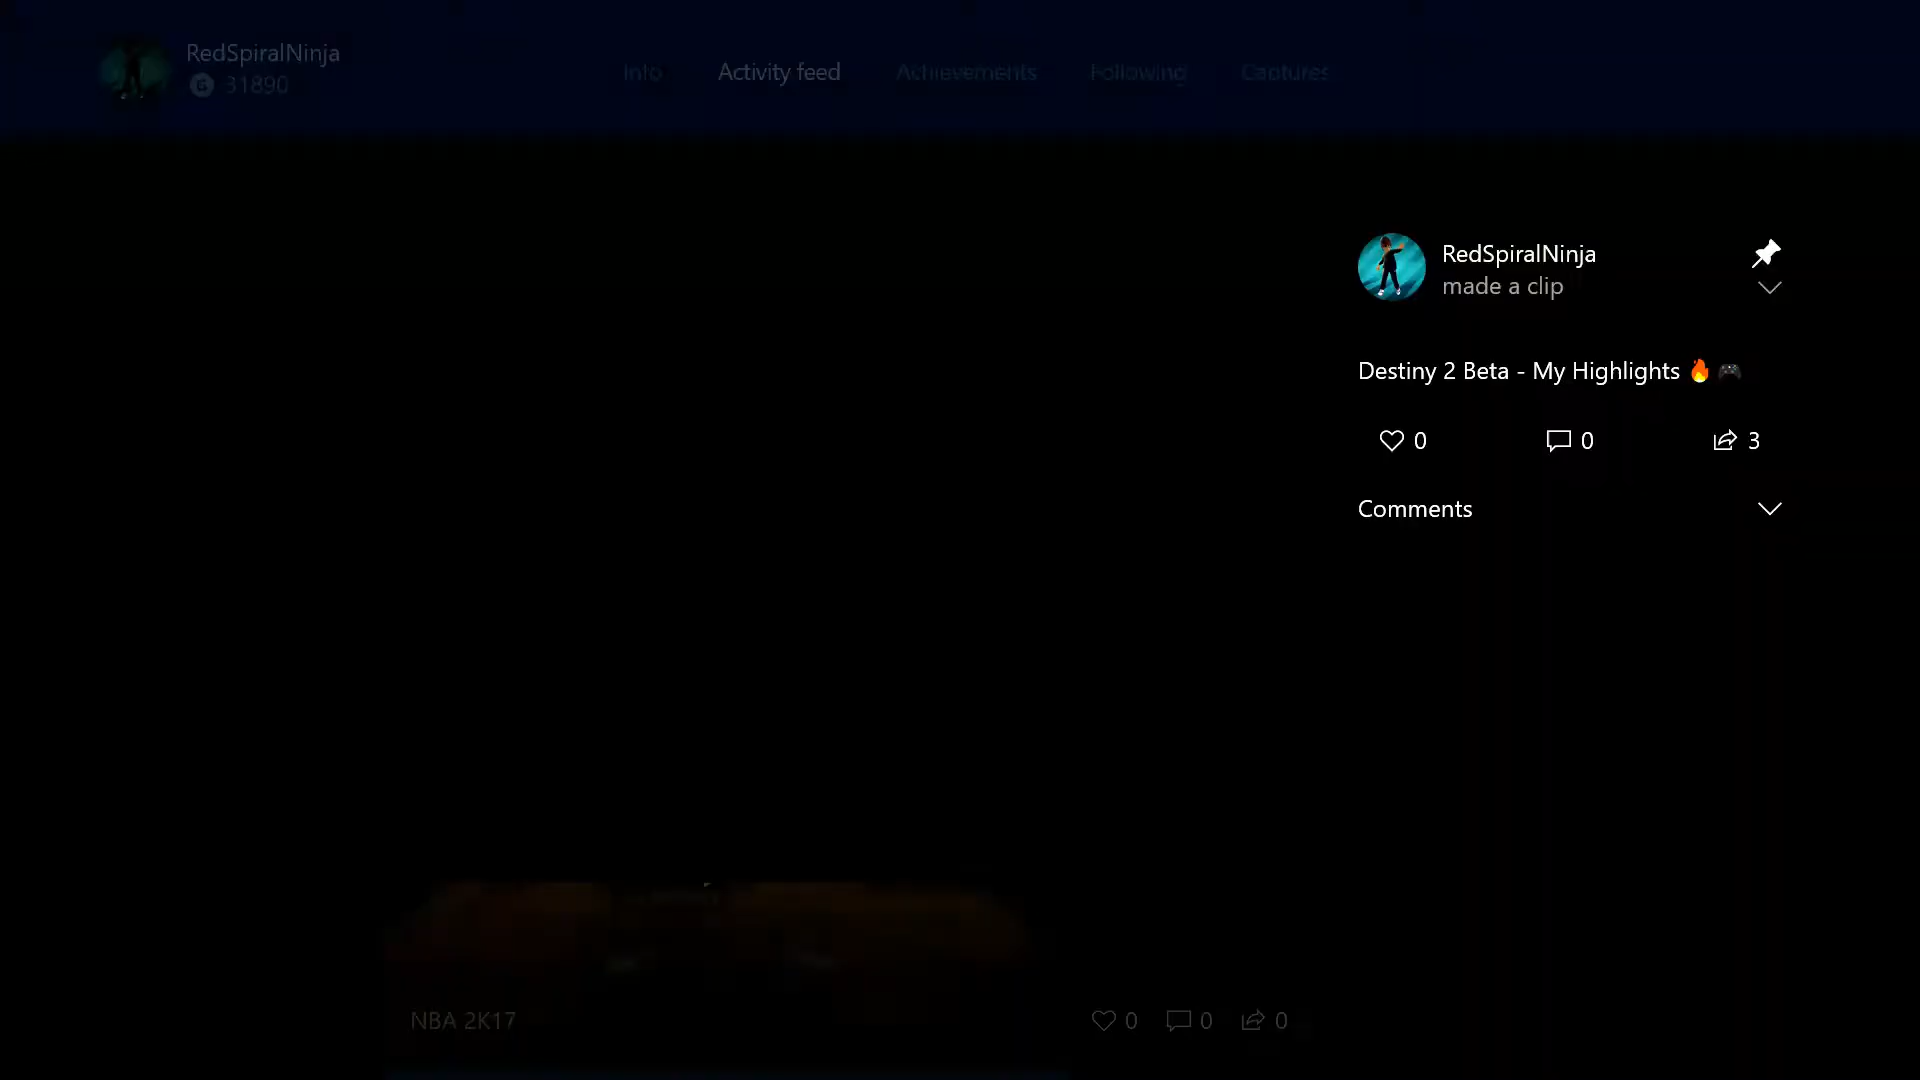 RedSpiralNinja
G 31890
Info
Activity feed
Achievements
Following
Captures
RedSpiralNinja
made a clip
Destiny 2 Beta - My Highlights 🔥🎮
0
0
3
Comments
NBA 2K17
0
0
0